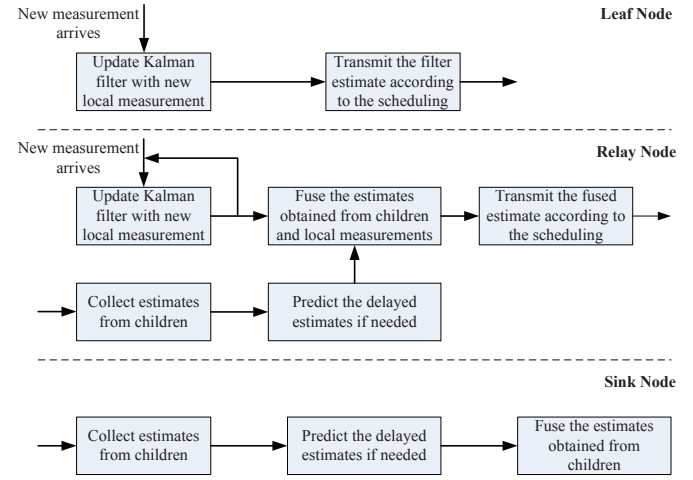 New measurement
arrives
Leaf Node
Update Kalman
filter with new
local measurement
Transmit the filter
estimate according
to the scheduling
New measurement
arrives
Relay Node
Update Kalman
filter with new
local measurement
Fuse the estimates
obtained from children
and local measurements
Transmit the fused
estimate according to
the scheduling
Collect estimates
from children
Predict the delayed
estimates if needed
Sink Node
Collect estimates
from children
Predict the delayed
estimates if needed
Fuse the estimates
obtained from
children